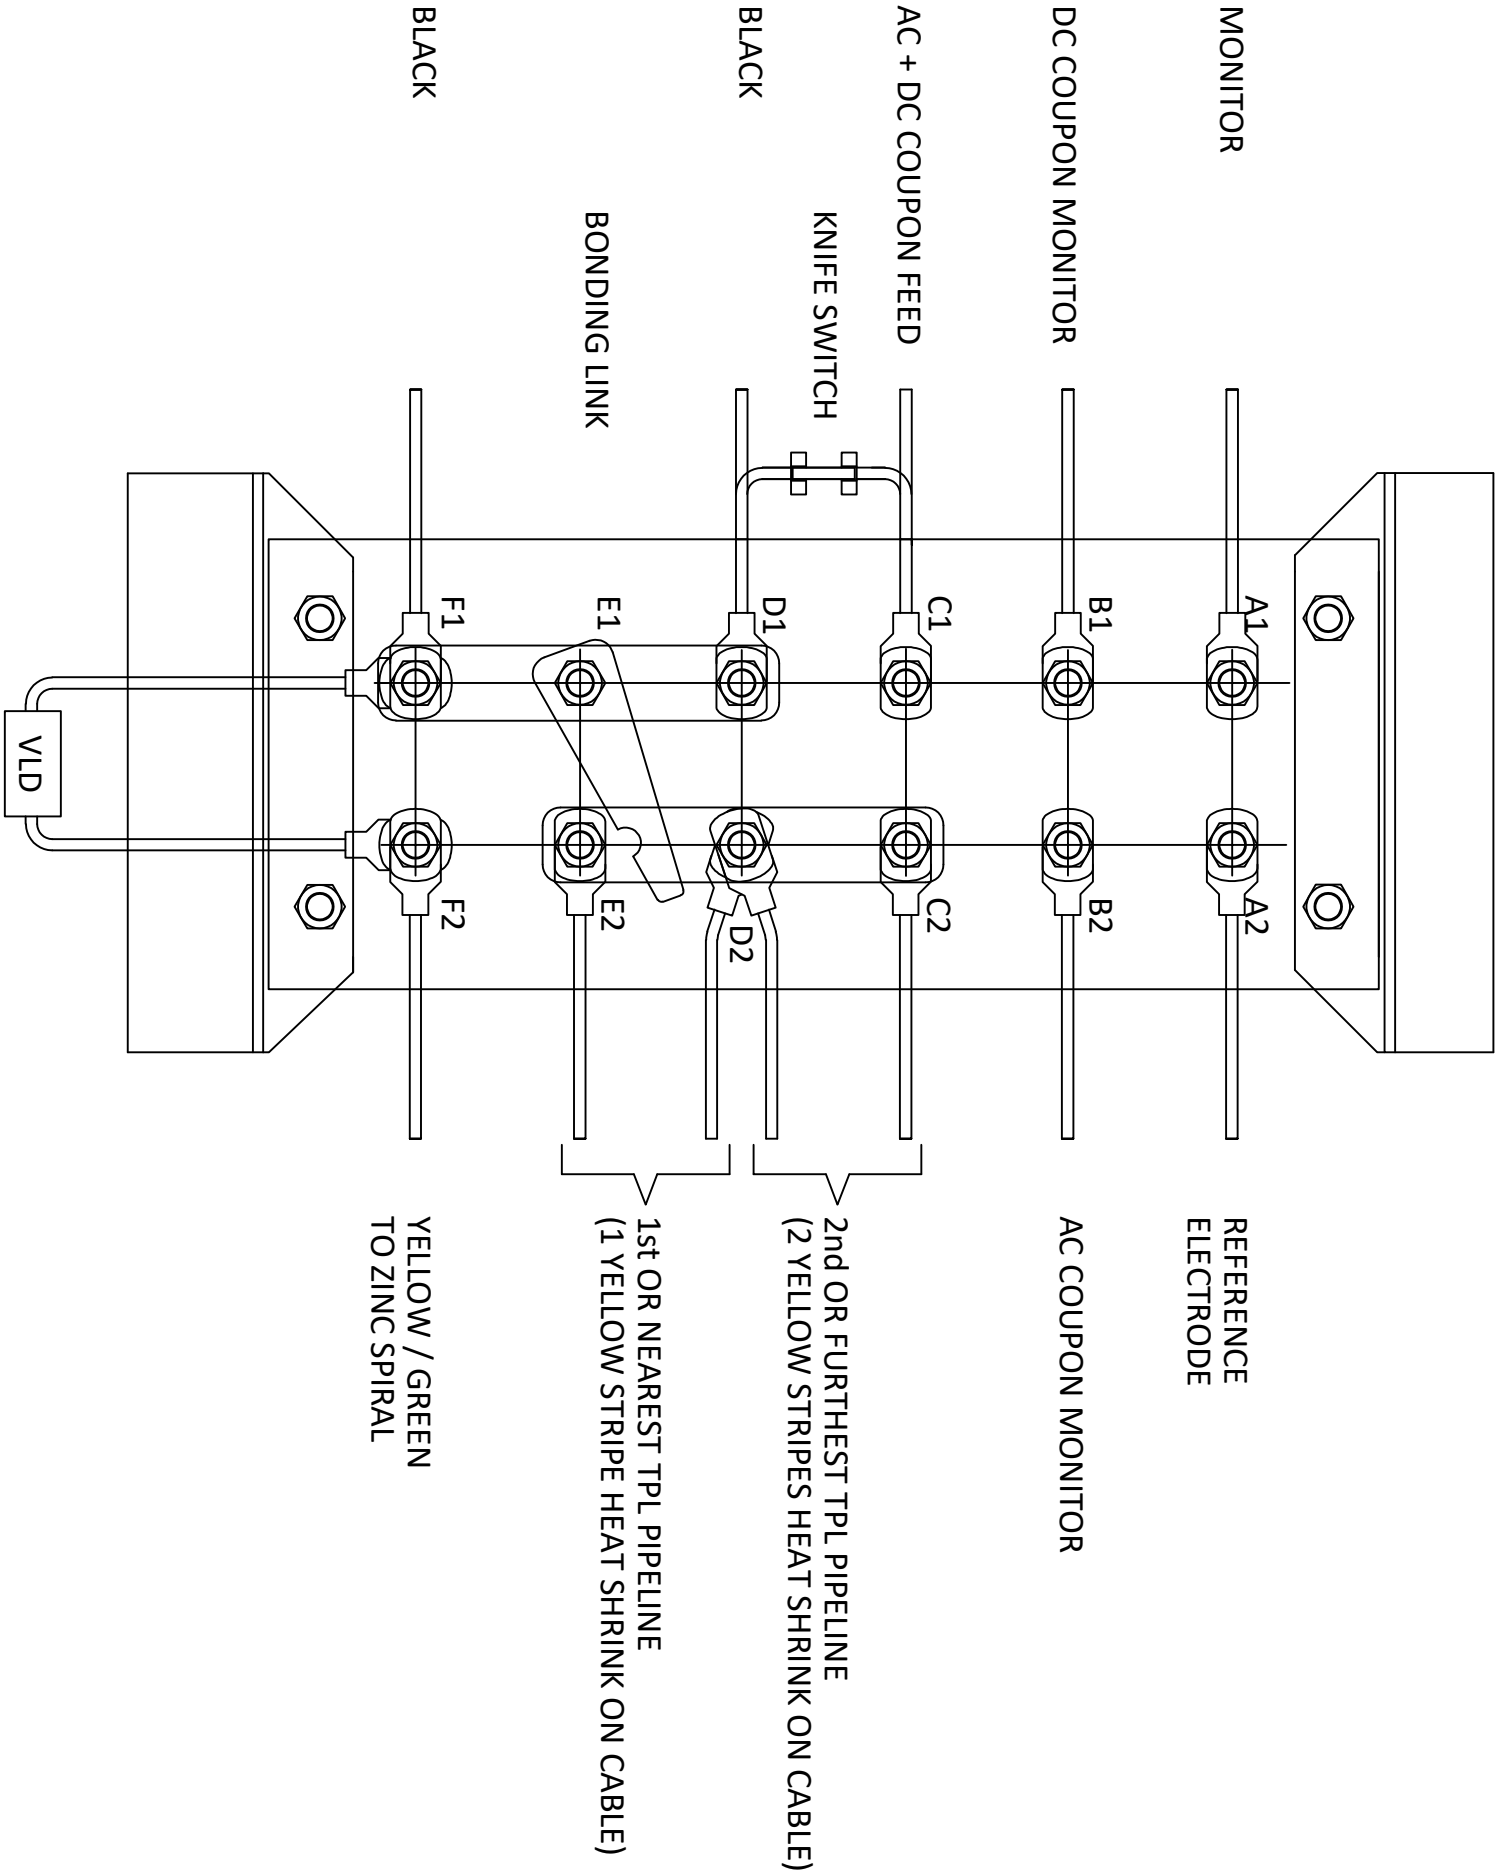 MONITOR
A1
A2
REFERENCE
ELECTRODE
DC COUPON MONITOR
B1
B2
AC COUPON MONITOR
AC + DC COUPON FEED
C1
C2
KNIFE SWITCH
2nd OR FURTHEST TPL PIPELINE
(2 YELLOW STRIPES HEAT SHRINK ON CABLE)
BLACK
D1
D2
BONDING LINK
E1
E2
1st OR NEAREST TPL PIPELINE
(1 YELLOW STRIPE HEAT SHRINK ON CABLE)
BLACK
F1
F2
YELLOW / GREEN
TO ZINC SPIRAL
VLD